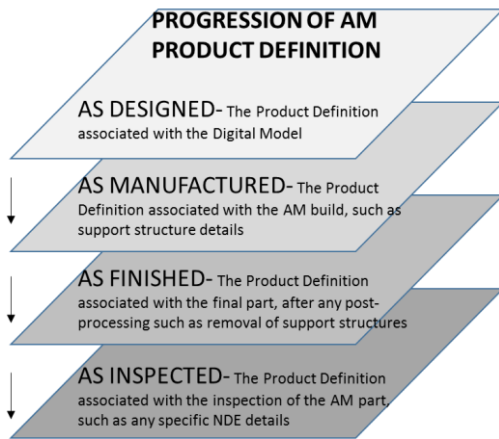 PROGRESSION OF AM
PRODUCT DEFINITION
AS DESIGNED- The Product Definition
associated with the Digital Model
AS MANUFACTURED- The Product
Definition associated with the AM build, such as
support structure details
AS FINISHED- The Product Definition
associated with the final part, after any post-
processing such as removal of support structures
AS INSPECTED- The Product Definition
associated with the inspection of the AM part,
such as any specific NDE details